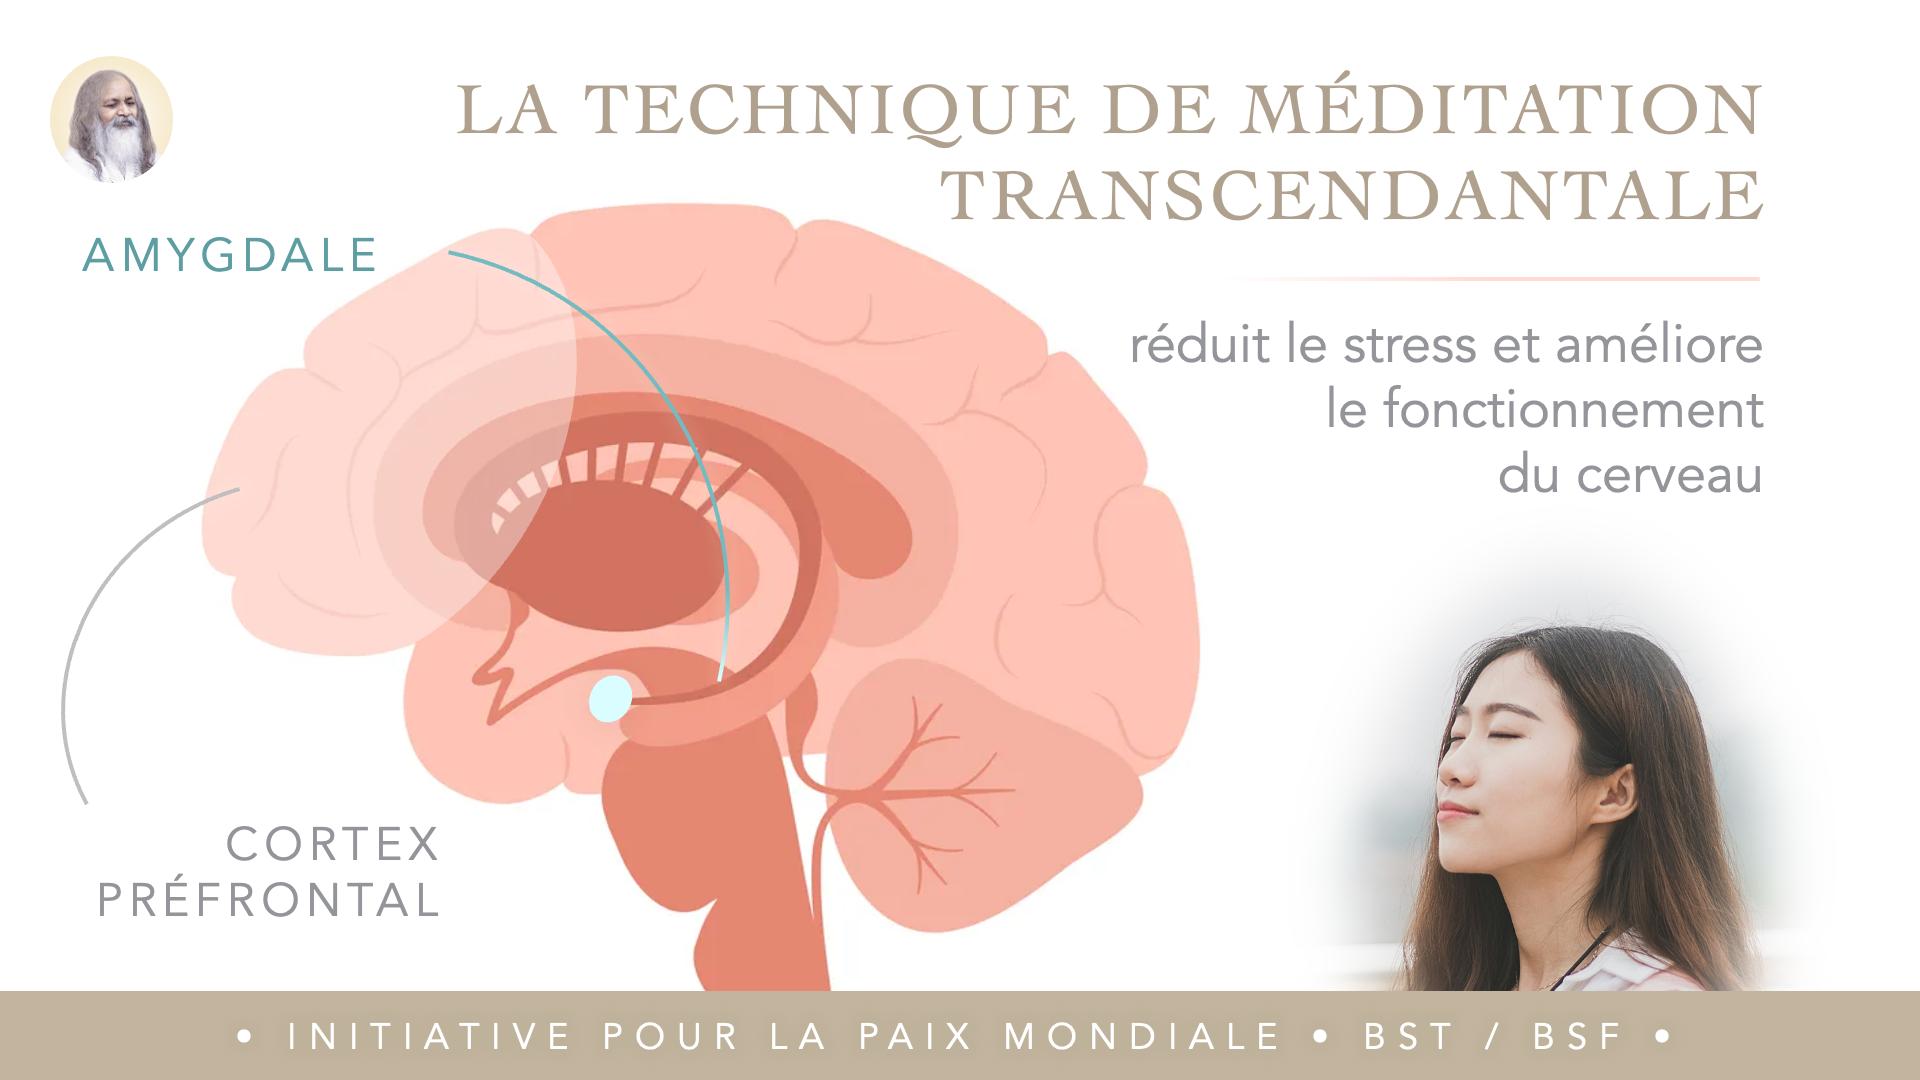 LA TECHNIQUE DE MÉDITATION
TRANSCENDANTALE
AMYGDALE
réduit le stress et améliore
le fonctionnement
du cerveau
CORTEX
PRÉFRONTAL
• INITIATIVE POUR LA PAIX MONDIALE • BST / BSF •